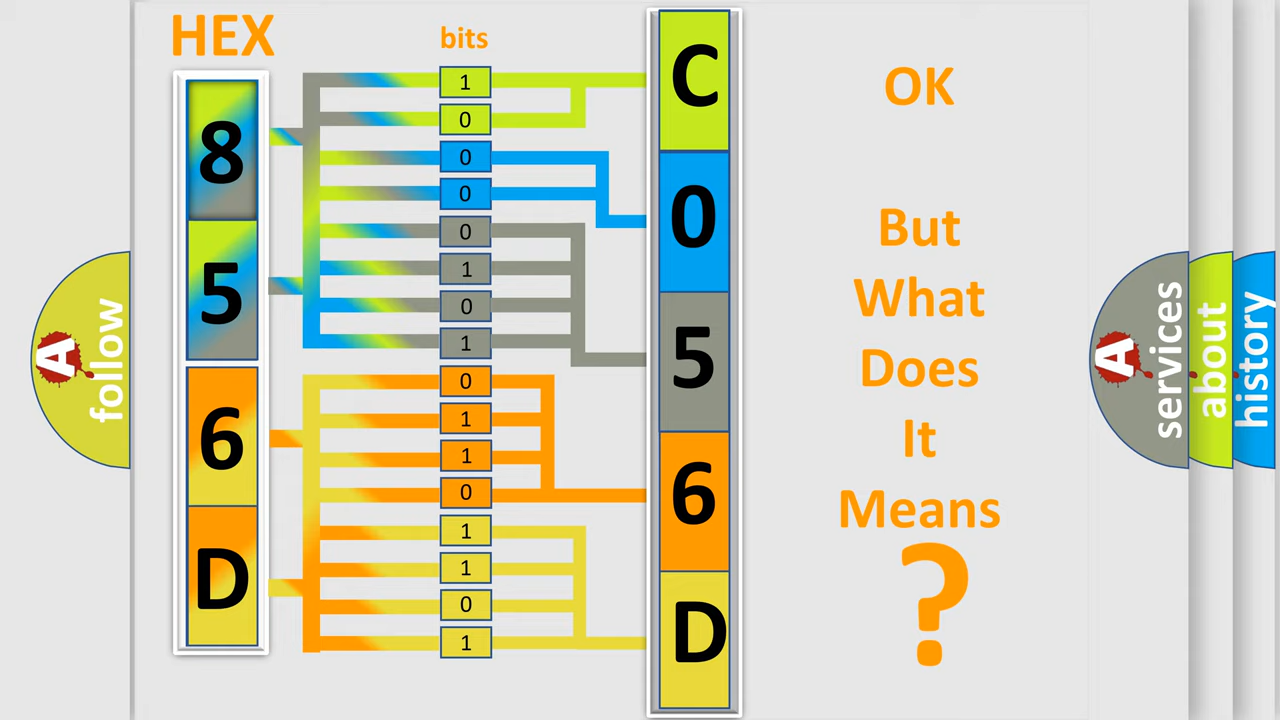 HEX
bits
8
5
6
D
1
0
0
0
0
1
0
1
0
1
1
0
1
1
0
1
C
0
5
6
D
OK
But
What
Does
It
Means
?
A
follow
A
services
about
history